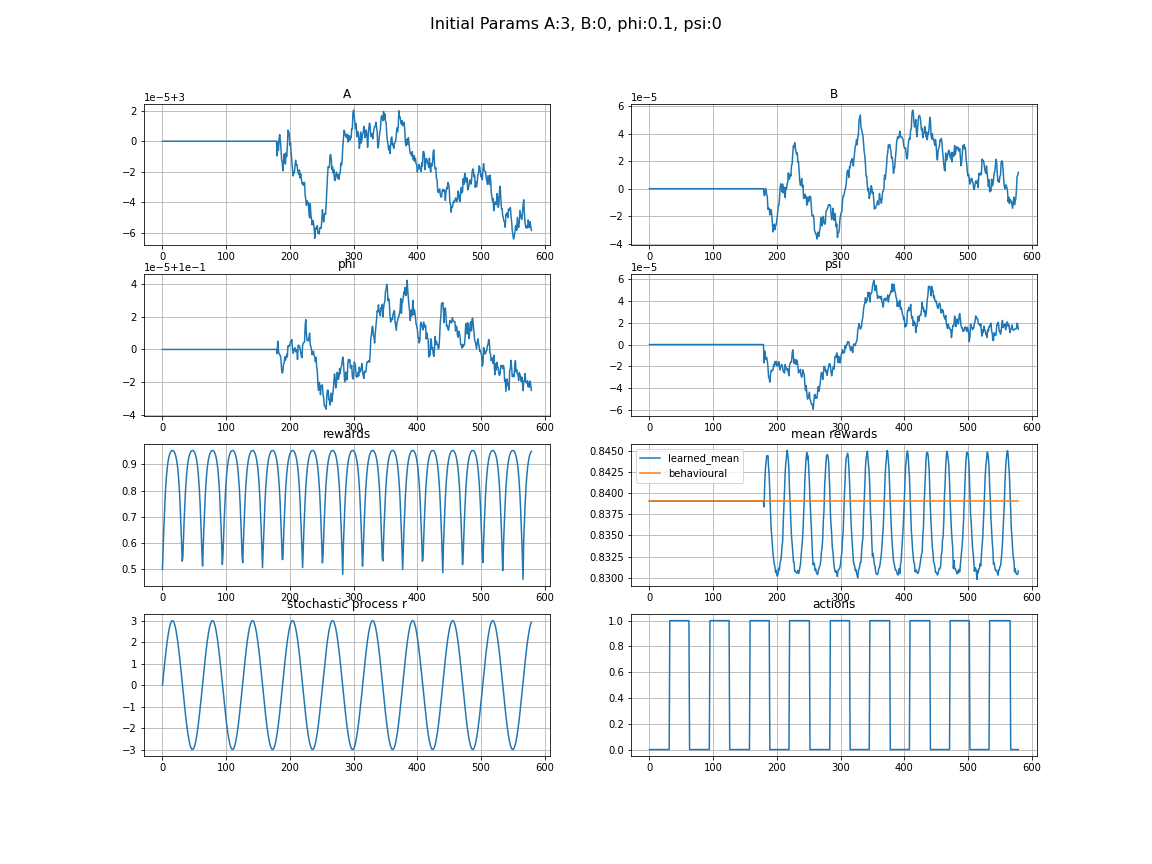 Initial Params A:3, B:0, phi:0.1, psi:0
1e-5+3
A
2
0
−2
−4
−6
0 100 200 300 400 500 600
1e-5
B
6
4
2
0
−2
−4
0 100 200 300 400 500 600
1e-5+1e-1
phi
4
2
0
−2
−4
0 100 200 300 400 500 600
1e-5
psi
6
4
2
0
−2
−4
−6
0 100 200 300 400 500 600
rewards
0.9
0.8
0.7
0.6
0.5
0 100 200 300 400 500 600
mean rewards
learned_mean
behavioural
0.8450
0.8425
0.8400
0.8375
0.8350
0.8325
0.8300
0 100 200 300 400 500 600
stochastic process r
3
2
1
0
−1
−2
−3
0 100 200 300 400 500 600
actions
1.0
0.8
0.6
0.4
0.2
0.0
0 100 200 300 400 500 600